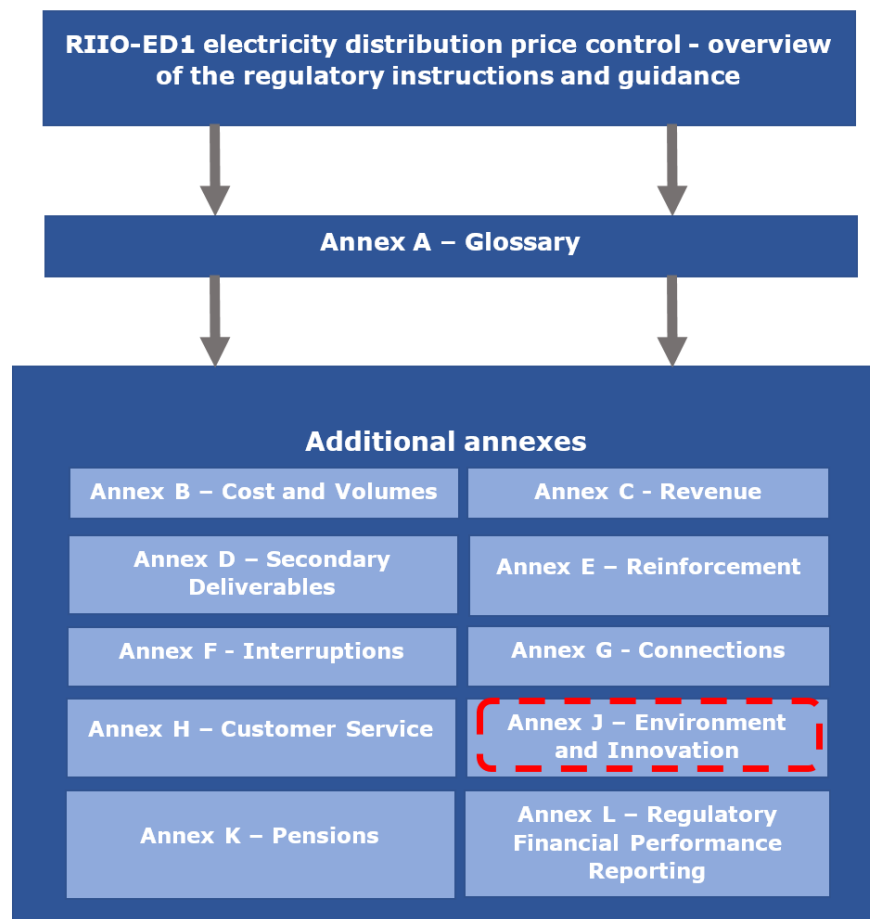 RIIO-ED1 electricity distribution price control - overview
of the regulatory instructions and guidance
Annex A – Glossary
Additional annexes
Annex B – Cost and Volumes
Annex C - Revenue
Annex D – Secondary
Deliverables
Annex E – Reinforcement
Annex F - Interruptions
Annex G - Connections
Annex H – Customer Service
Annex J – Environment
and Innovation
Annex K – Pensions
Annex L – Regulatory
Financial Performance
Reporting